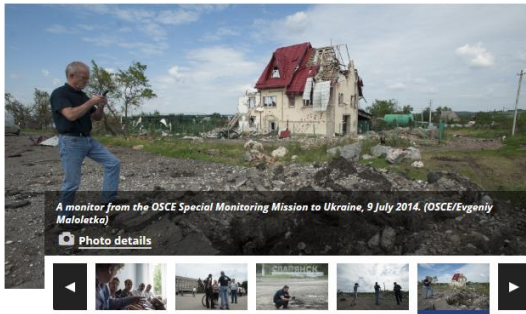 A monitor from the OSCE Special Monitoring Mission to Ukraine, 9 July 2014. (OSCE/Evgeniy
Maloletka)
Photo details
СЛАВЯНСК